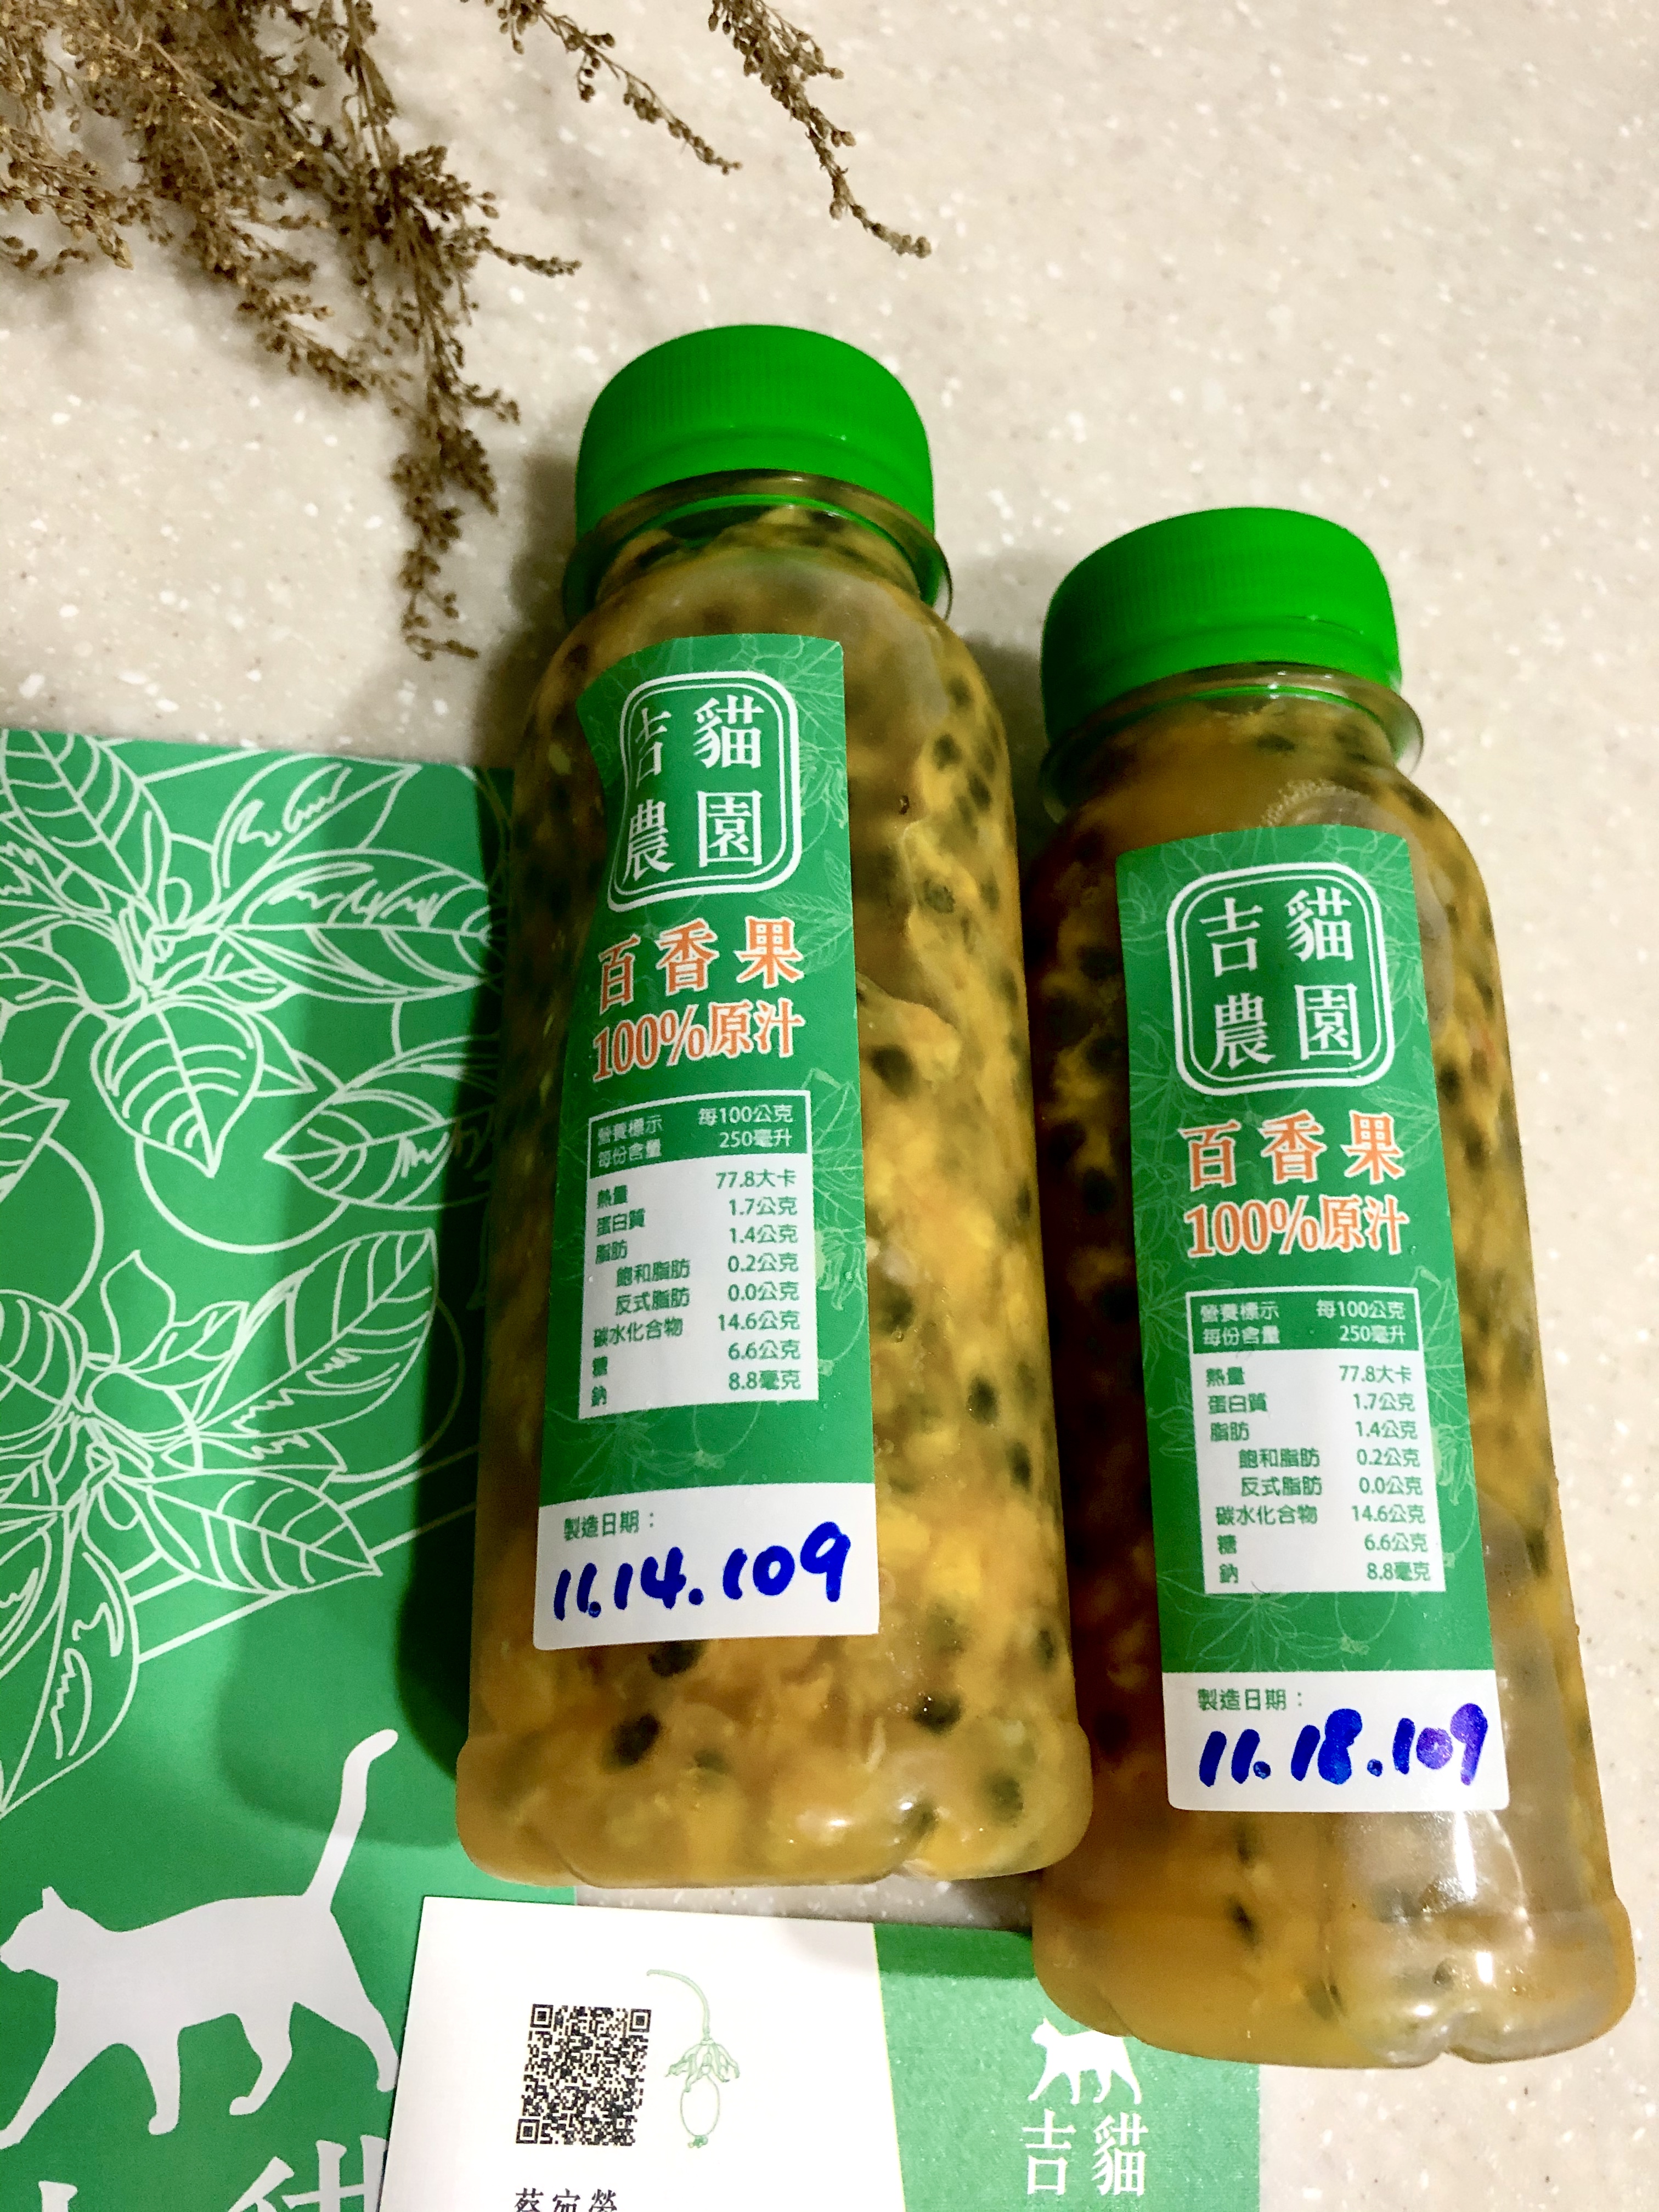 吉貓
農園
百香果
100%原汁
營養標示 每100公克
每份含量 250毫升
熱量 77.8大卡
蛋白質 1.7公克
脂肪 1.4公克
飽和脂肪 0.2公克
反式脂肪 0.0公克
碳水化合物 14.6公克
糖 6.6公克
鈉 8.8毫克
製造日期：
11.14.109
吉貓
農園
百香果
100%原汁
營養標示 每100公克
每份含量 250毫升
熱量 77.8大卡
蛋白質 1.7公克
脂肪 1.4公克
飽和脂肪 0.2公克
反式脂肪 0.0公克
碳水化合物 14.6公克
糖 6.6公克
鈉 8.8毫克
製造日期：
11.18.109
吉貓
蔡宛